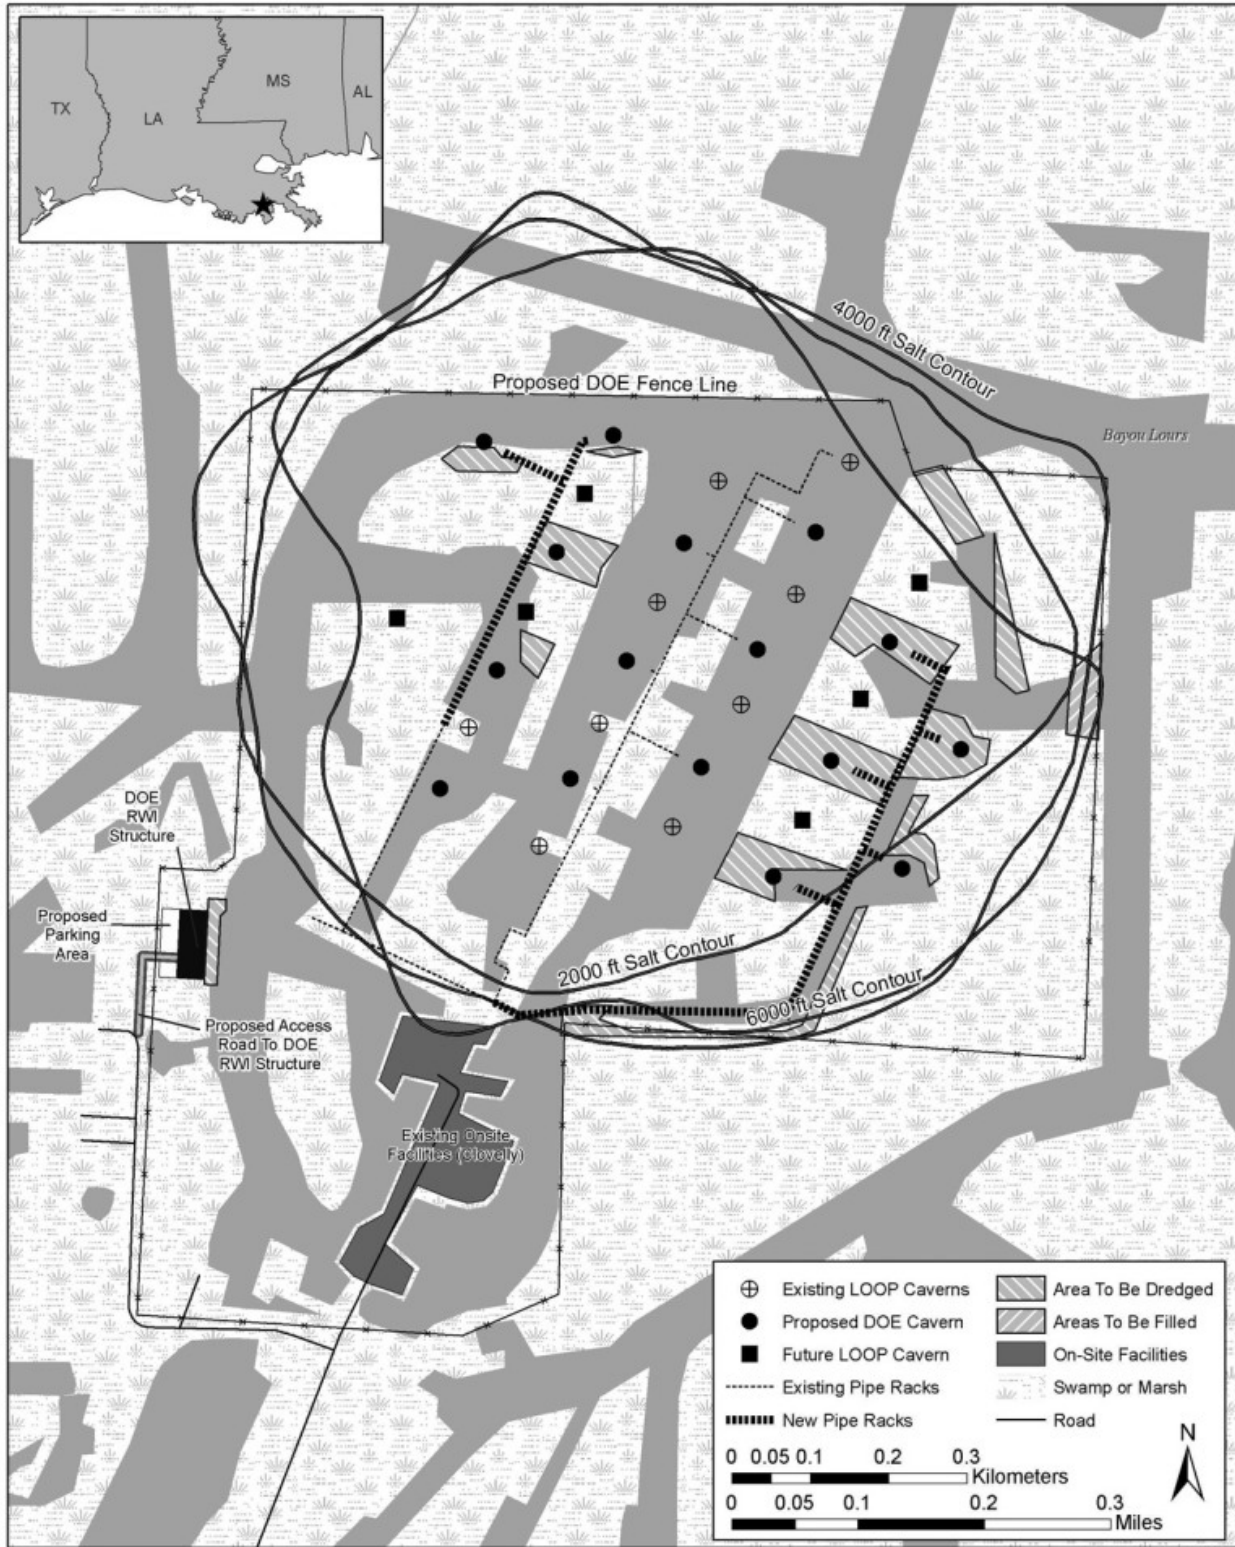 TX
LA
MS
AL
4000 ft Salt Contour
Proposed DOE Fence Line
Bayou Lours
DOE
RWI
Structure
Proposed
Parking
Area
2000 ft Salt Contour
6000 ft Salt Contour
Proposed Access
Road To DOE
RWI Structure
Existing Onsite
Facilities (Clovelly)
Existing LOOP Caverns
Proposed DOE Cavern
Future LOOP Cavern
Existing Pipe Racks
New Pipe Racks
Area To Be Dredged
Areas To Be Filled
On-Site Facilities
Swamp or Marsh
Road
N
0 0.05 0.1 0.2 0.3
Kilometers
0 0.05 0.1 0.2 0.3
Miles